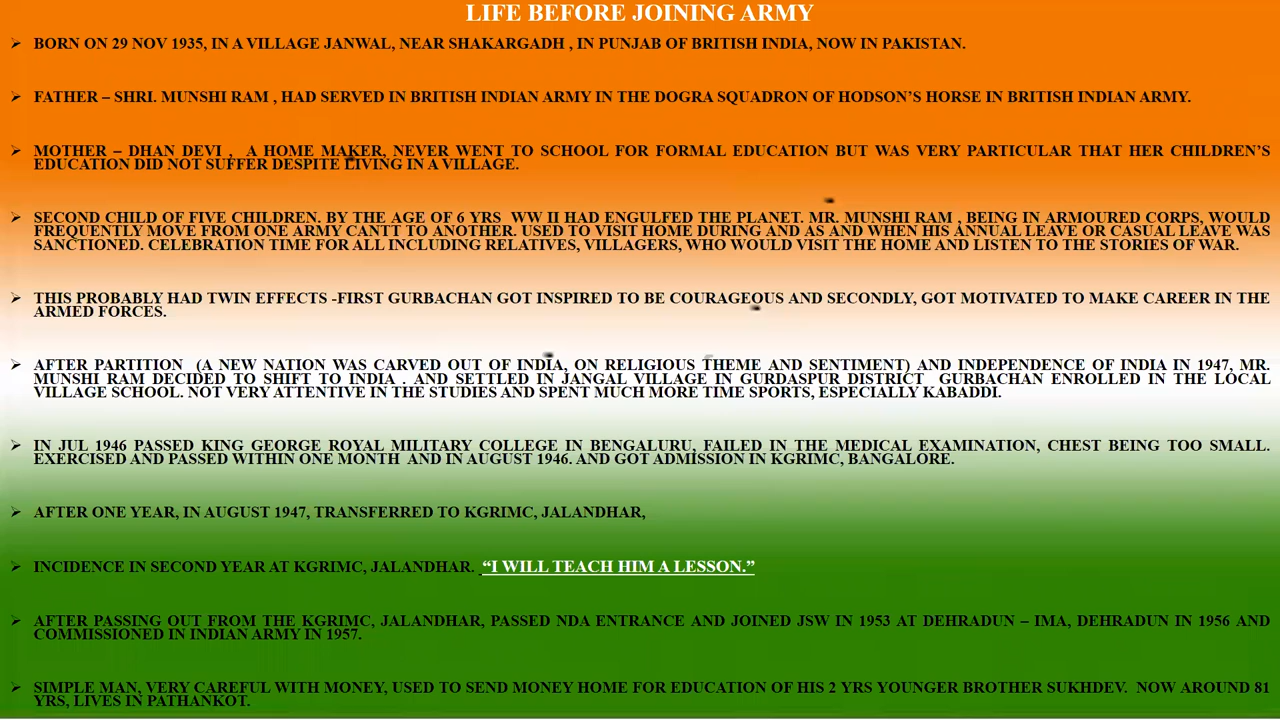 LIFE BEFORE JOINING ARMY
➢ BORN ON 29 NOV 1935, IN A VILLAGE JANWAL, NEAR SHAKARGADH , IN PUNJAB OF BRITISH INDIA, NOW IN PAKISTAN.
➢ FATHER – SHRI. MUNSHI RAM , HAD SERVED IN BRITISH INDIAN ARMY IN THE DOGRA SQUADRON OF HODSON'S HORSE IN BRITISH INDIAN ARMY.
➢ MOTHER – DHAN DEVI , A HOME MAKER, NEVER WENT TO SCHOOL FOR FORMAL EDUCATION BUT WAS VERY PARTICULAR THAT HER CHILDREN'S
EDUCATION DID NOT SUFFER DESPITE LIVING IN A VILLAGE.
➢ SECOND CHILD OF FIVE CHILDREN. BY THE AGE OF 6 YRS WW II HAD ENGULFED THE PLANET. MR. MUNSHI RAM , BEING IN ARMOURED CORPS, WOULD
FREQUENTLY MOVE FROM ONE ARMY CANTT TO ANOTHER. USED TO VISIT HOME DURING AND AS AND WHEN HIS ANNUAL LEAVE OR CASUAL LEAVE WAS
SANCTIONED. CELEBRATION TIME FOR ALL INCLUDING RELATIVES, VILLAGERS, WHO WOULD VISIT THE HOME AND LISTEN TO THE STORIES OF WAR.
➢ THIS PROBABLY HAD TWIN EFFECTS -FIRST GURBACHAN GOT INSPIRED TO BE COURAGEOUS AND SECONDLY, GOT MOTIVATED TO MAKE CAREER IN THE
ARMED FORCES.
➢ AFTER PARTITION (A NEW NATION WAS CARVED OUT OF INDIA, ON RELIGIOUS THEME AND SENTIMENT) AND INDEPENDENCE OF INDIA IN 1947, MR.
MUNSHI RAM DECIDED TO SHIFT TO INDIA . AND SETTLED IN JANGAL VILLAGE IN GURDASPUR DISTRICT GURBACHAN ENROLLED IN THE LOCAL
VILLAGE SCHOOL. NOT VERY ATTENTIVE IN THE STUDIES AND SPENT MUCH MORE TIME SPORTS, ESPECIALLY KABADDI.
➢ IN JUL 1946 PASSED KING GEORGE ROYAL MILITARY COLLEGE IN BENGALURU, FAILED IN THE MEDICAL EXAMINATION, CHEST BEING TOO SMALL.
EXERCISED AND PASSED WITHIN ONE MONTH AND IN AUGUST 1946. AND GOT ADMISSION IN KGRIMC, BANGALORE.
➢ AFTER ONE YEAR, IN AUGUST 1947, TRANSFERRED TO KGRIMC, JALANDHAR,
➢ INCIDENCE IN SECOND YEAR AT KGRIMC, JALANDHAR. “I WILL TEACH HIM A LESSON.”
➢ AFTER PASSING OUT FROM THE KGRIMC, JALANDHAR, PASSED NDA ENTRANCE AND JOINED JSW IN 1953 AT DEHRADUN – IMA, DEHRADUN IN 1956 AND
COMMISSIONED IN INDIAN ARMY IN 1957.
➢ SIMPLE MAN, VERY CAREFUL WITH MONEY, USED TO SEND MONEY HOME FOR EDUCATION OF HIS 2 YRS YOUNGER BROTHER SUKHDEV. NOW AROUND 81
YRS, LIVES IN PATHANKOT.